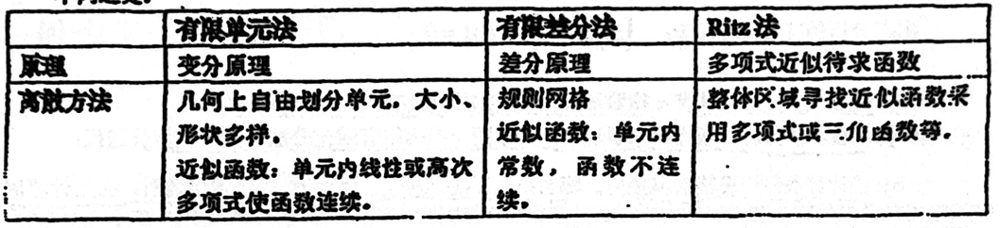 有限单元法 有限差分法 Ritz法
原理 变分原理 差分原理 多项式近似待求函数
离散方法 几何上自由划分单元，大小、 规则网格 整体区域寻找近似函数采
形状多样。 近似函数：单元内 用多项式或三角函数等。
近似函数：单元内线性或高次 常数，函数不连
多项式使函数连续。 续。